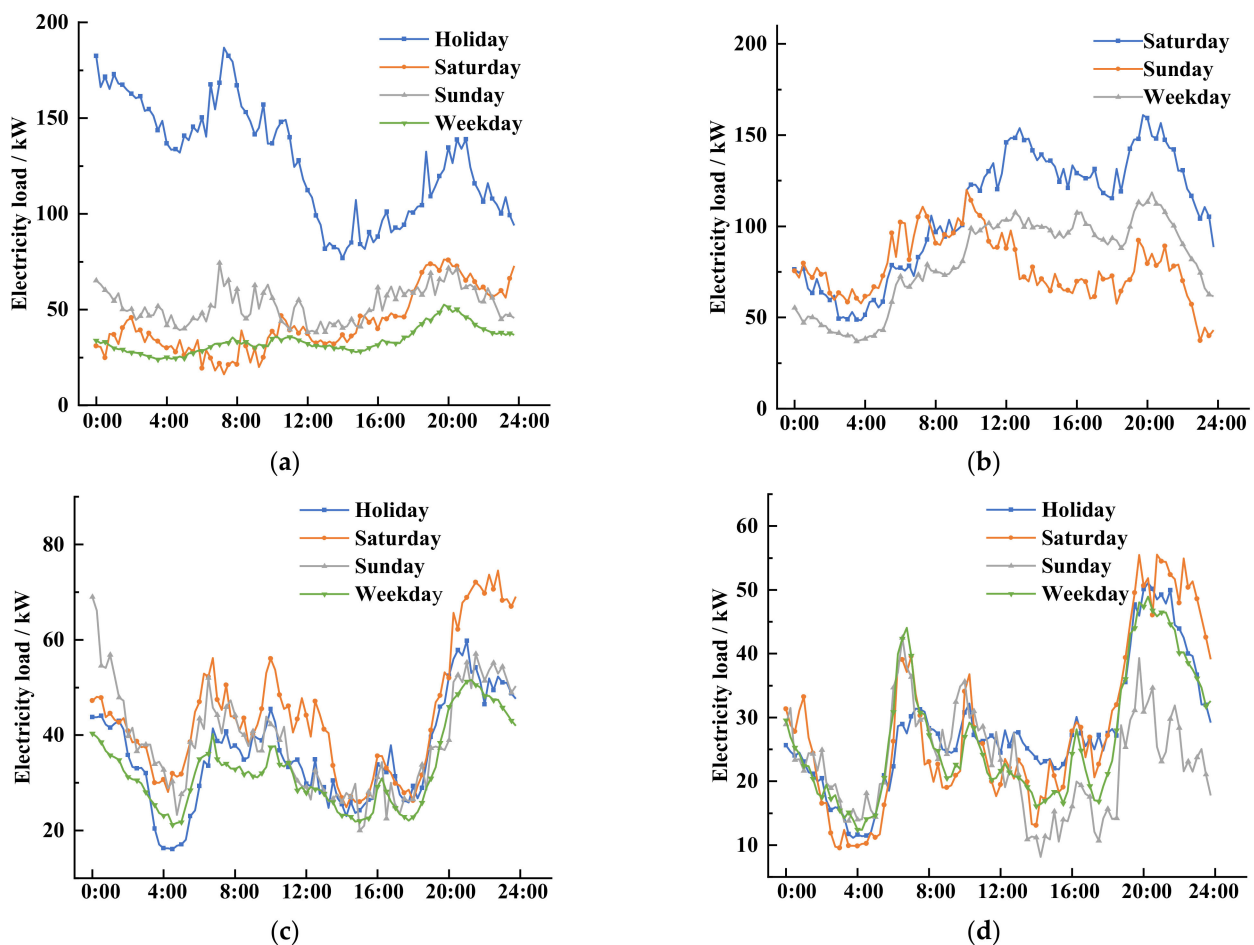 200
150
100
50
0
Electricity load / kW
Holiday
Saturday
Sunday
Weekday
0:00 4:00 8:00 12:00 16:00 20:00 24:00
(a)
200
150
100
50
0
Electricity load / kW
Saturday
Sunday
Weekday
0:00 4:00 8:00 12:00 16:00 20:00 24:00
(b)
80
60
40
20
Electricity load / kW
Holiday
Saturday
Sunday
Weekday
0:00 4:00 8:00 12:00 16:00 20:00 24:00
(c)
60
50
40
30
20
10
Electricity load / kW
Holiday
Saturday
Sunday
Weekday
0:00 4:00 8:00 12:00 16:00 20:00 24:00
(d)